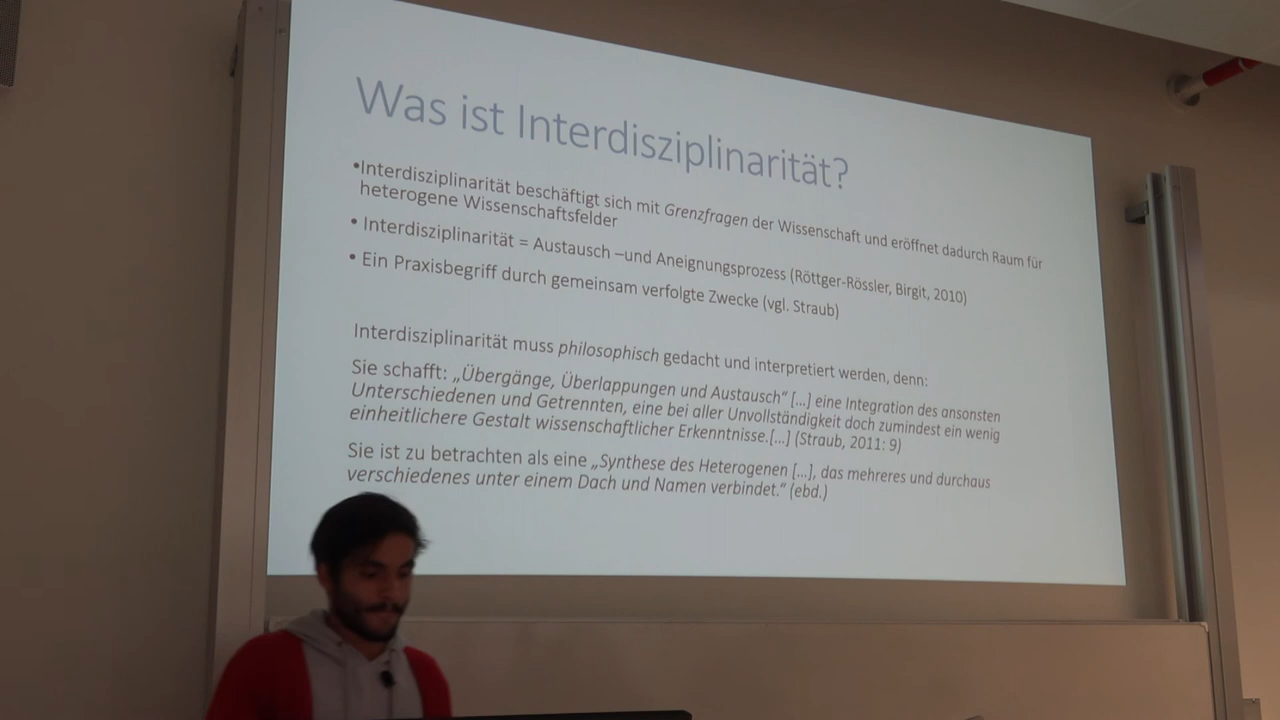 Was ist Interdisziplinarität?
•Interdisziplinarität beschäftigt sich mit Grenzfragen der Wissenschaft und eröffnet dadurch Raum für
heterogene Wissenschaftsfelder
• Interdisziplinarität = Austausch –und Aneignungsprozess (Röttger-Rössler, Birgit, 2010)
• Ein Praxisbegriff durch gemeinsam verfolgte Zwecke (vgl. Straub)
Interdisziplinarität muss philosophisch gedacht und interpretiert werden, denn:
Sie schafft: „Übergänge, Überlappungen und Austausch“ […] eine Integration des ansonsten
Unterschiedenen und Getrennten, eine bei aller Unvollständigkeit doch zumindest ein wenig
einheitlichere Gestalt wissenschaftlicher Erkenntnisse.[…] (Straub, 2011: 9)
Sie ist zu betrachten als eine „Synthese des Heterogenen […], das mehreres und durchaus
verschiedenes unter einem Dach und Namen verbindet.“ (ebd.)